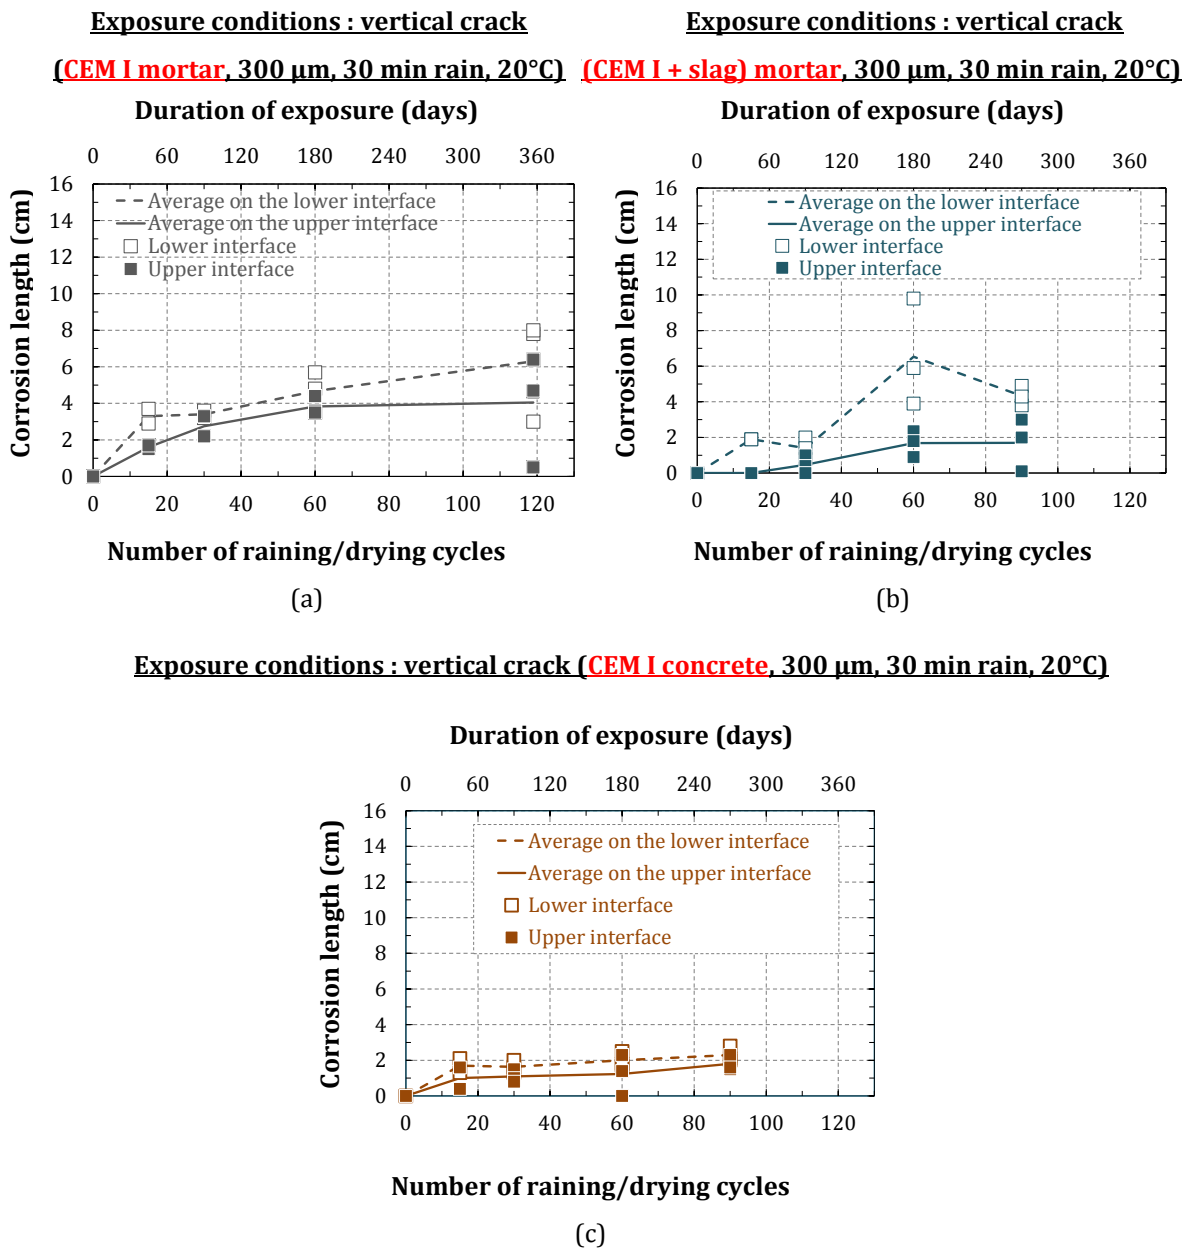 Exposure conditions : vertical crack
(CEM I mortar, 300 μm, 30 min rain, 20°C)
Duration of exposure (days)
0 60 120 180 240 300 360
16
14
12
10
8
6
4
2
0
Corrosion length (cm)
Average on the lower interface
Average on the upper interface
Lower interface
Upper interface
0 20 40 60 80 100 120
Number of raining/drying cycles
(a)
Exposure conditions : vertical crack
(CEM I + slag) mortar, 300 μm, 30 min rain, 20°C)
Duration of exposure (days)
0 60 120 180 240 300 360
16
14
12
10
8
6
4
2
0
Corrosion length (cm)
Average on the lower interface
Average on the upper interface
Lower interface
Upper interface
0 20 40 60 80 100 120
Number of raining/drying cycles
(b)
Exposure conditions : vertical crack (CEM I concrete, 300 μm, 30 min rain, 20°C)
Duration of exposure (days)
0 60 120 180 240 300 360
16
14
12
10
8
6
4
2
0
Corrosion length (cm)
Average on the lower interface
Average on the upper interface
Lower interface
Upper interface
0 20 40 60 80 100 120
Number of raining/drying cycles
(c)